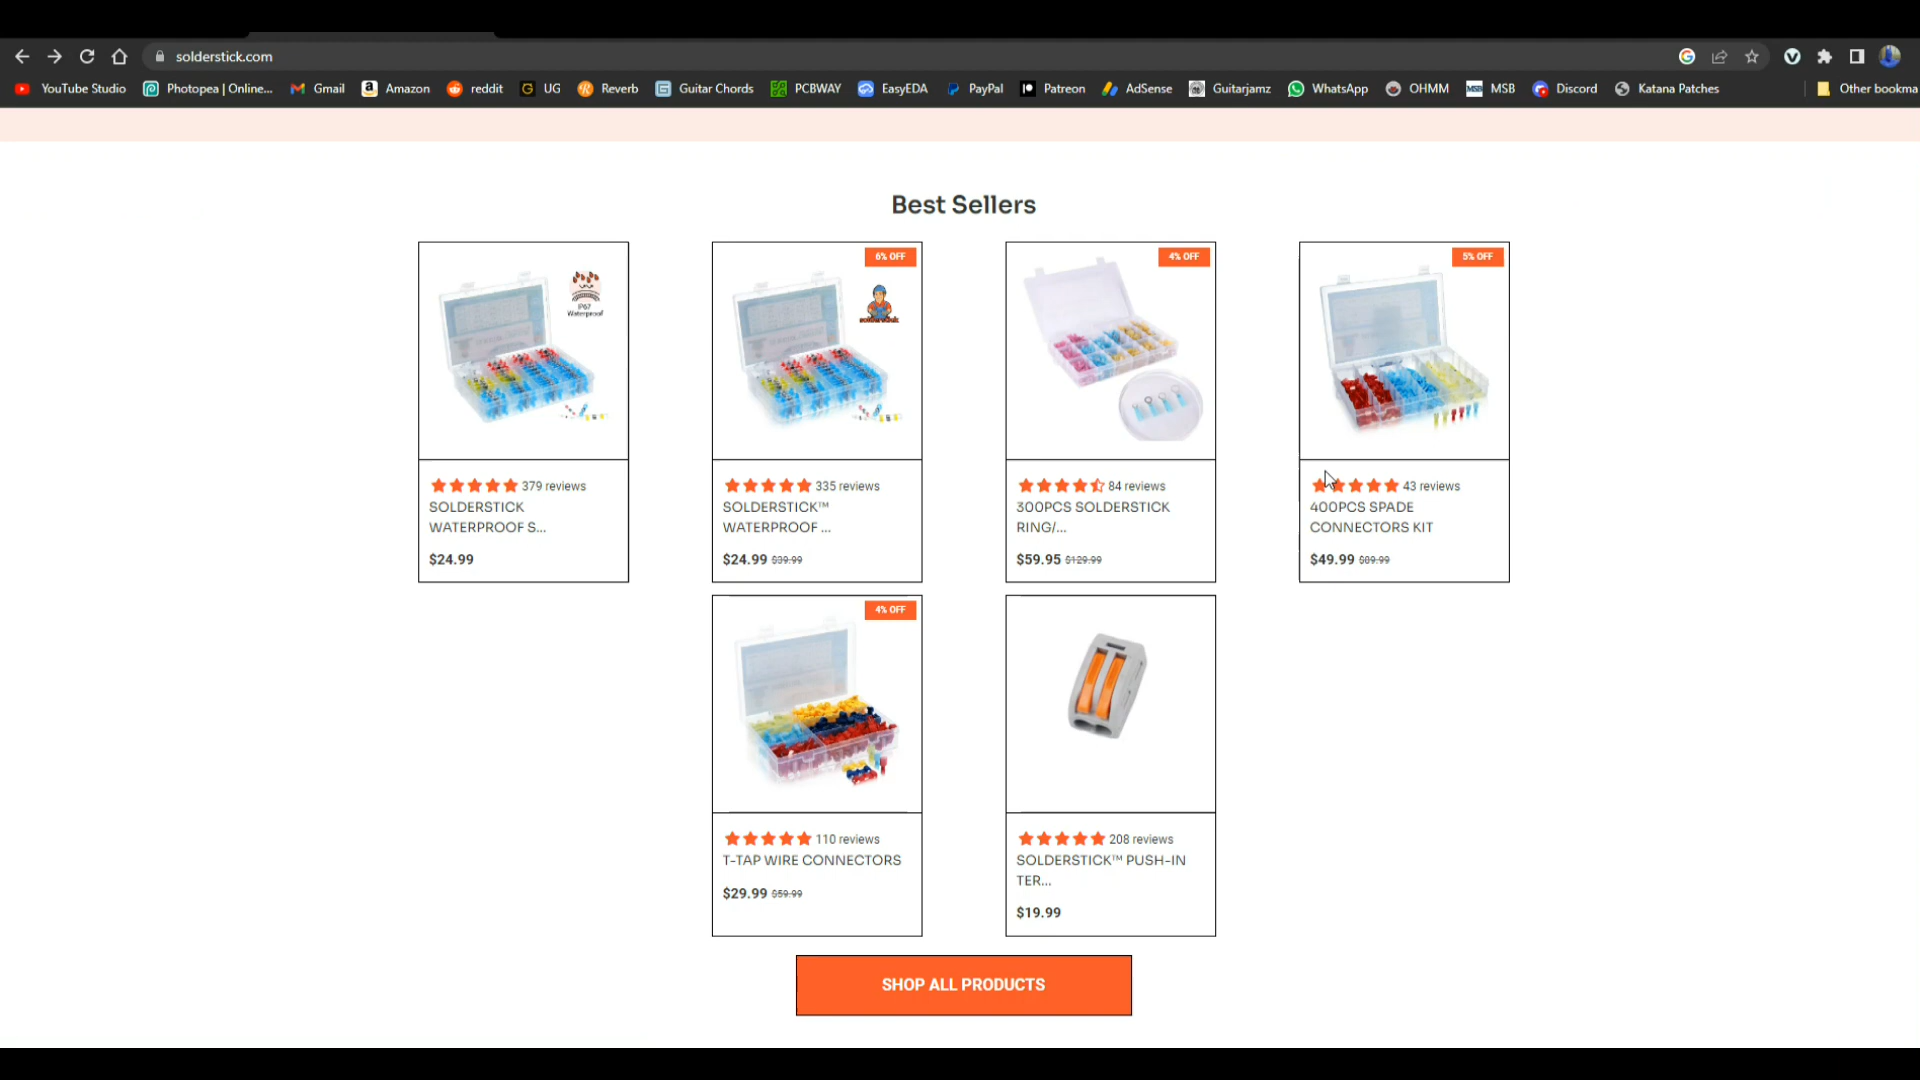 solderstick.com
YouTube Studio
Photopea | Online...
Gmail
Amazon
reddit
UG
Reverb
Guitar Chords
PCBWAY
EasyEDA
PayPal
Patreon
AdSense
Guitarjamz
WhatsApp
OHMM
MSB
Discord
Katana Patches
Other bookma
Best Sellers
IP67
Waterproof
379 reviews
SOLDERSTICK
WATERPROOF S...
$24.99
6% OFF
solderstick
335 reviews
SOLDERSTICK™
WATERPROOF ...
$24.99 $39.99
4% OFF
84 reviews
300PCS SOLDERSTICK
RING/...
$59.95 $129.99
5% OFF
43 reviews
400PCS SPADE
CONNECTORS KIT
$49.99 $89.99
4% OFF
110 reviews
T-TAP WIRE CONNECTORS
$29.99 $59.99
208 reviews
SOLDERSTICK™ PUSH-IN
TER...
$19.99
SHOP ALL PRODUCTS